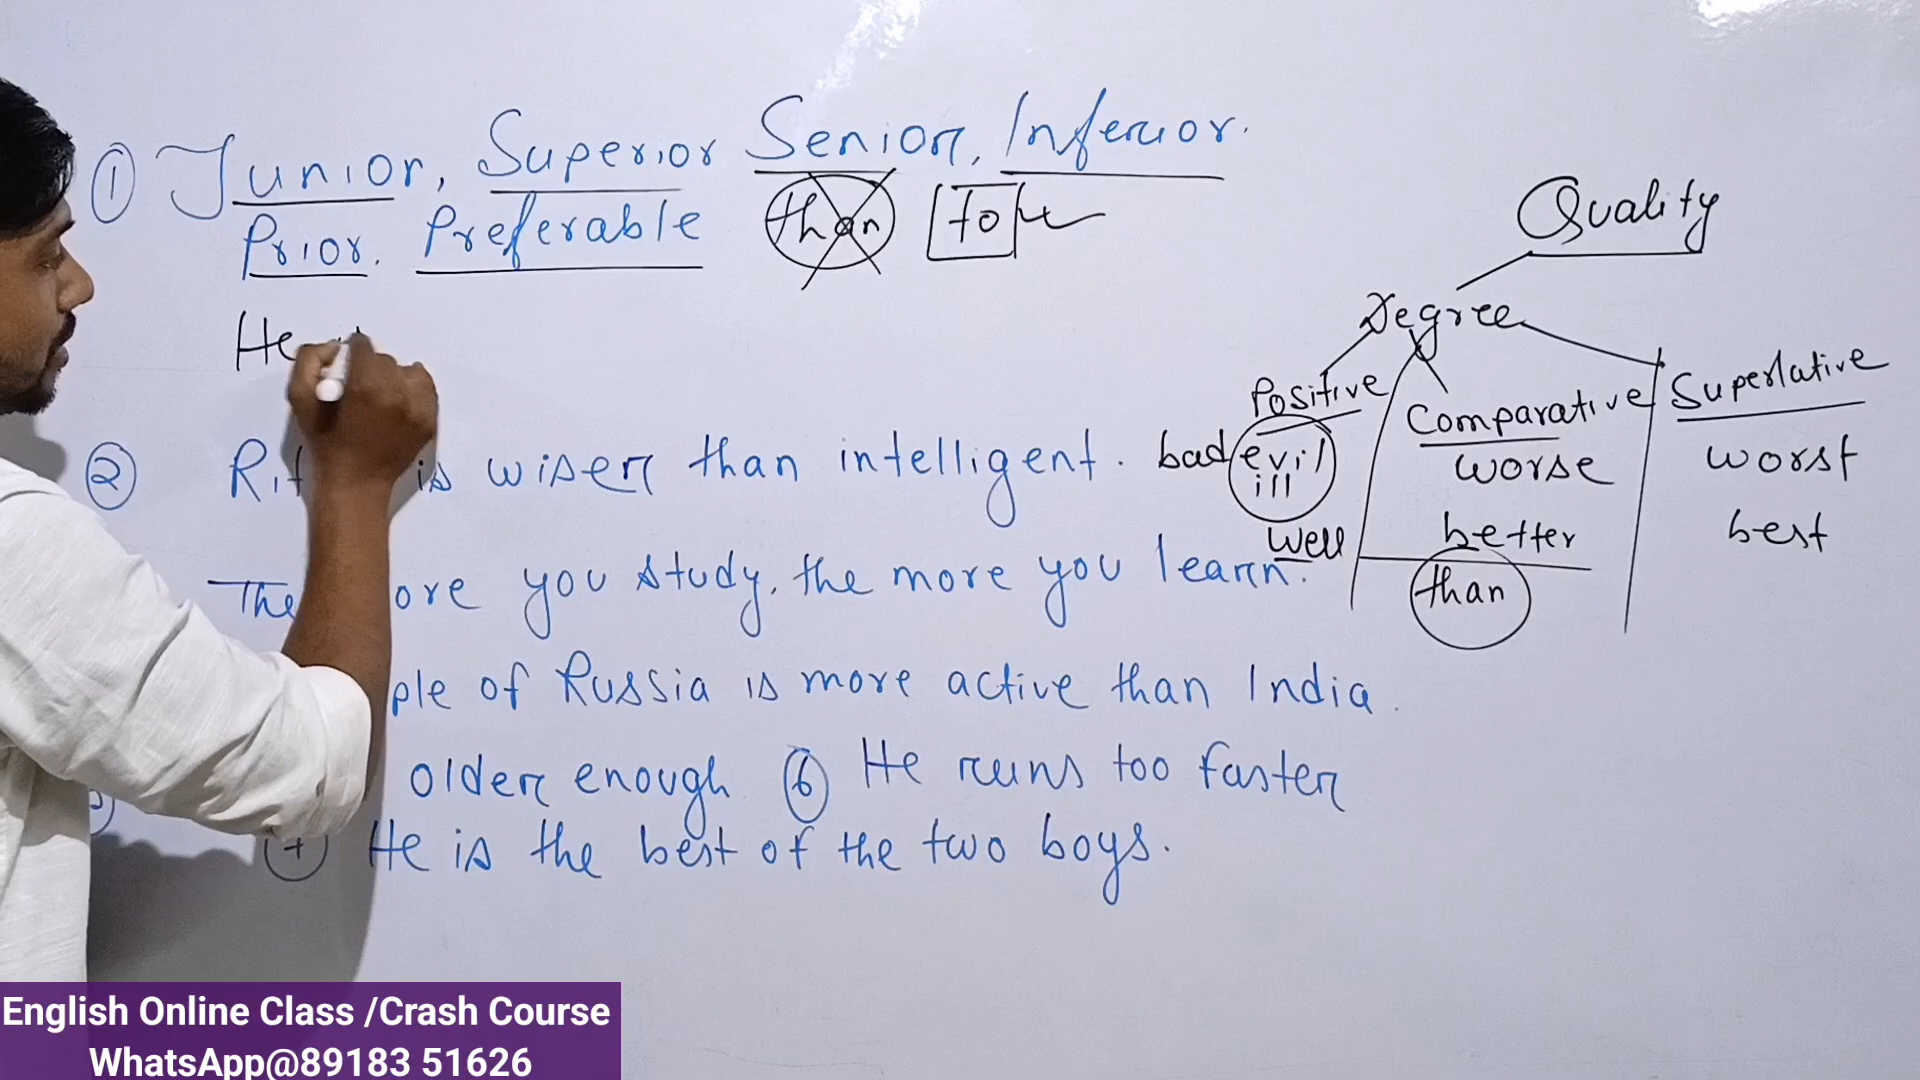 ① Junior, Superior Senior, Inferior.
Prior. Preferable than to
He
② is wiser than intelligent.
The you study, the more you learn.
of Russia is more active than India.
older enough ⑥ He runs too faster
He is the best of the two boys.
Quality
Degree
Positive Comparative Superlative
bad evil worse worst
ill
well better best
than
English Online Class /Crash Course
WhatsApp@89183 51626